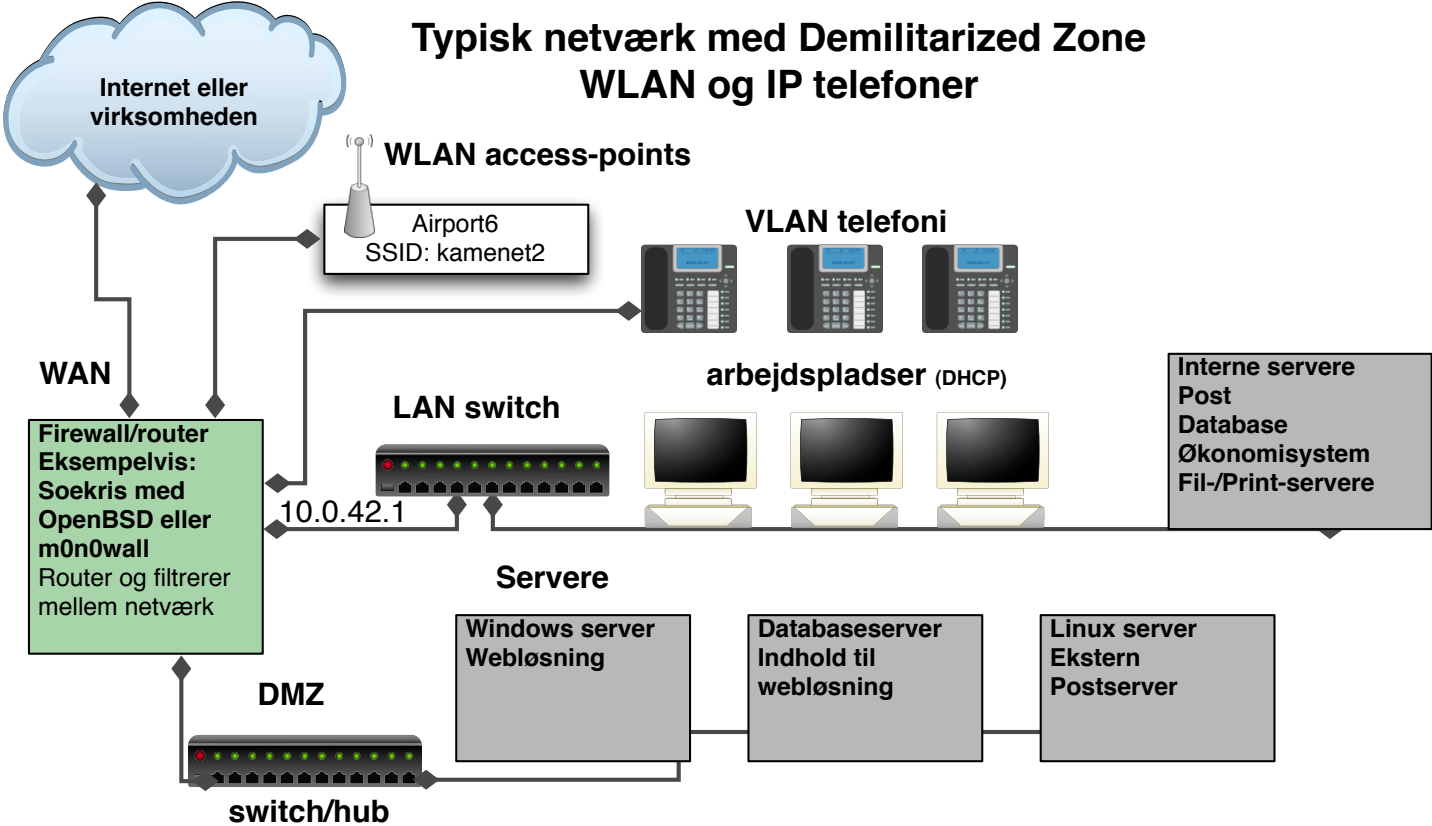 Typisk netværk med Demilitarized Zone
WLAN og IP telefoner
Internet eller
virksomheden
WLAN access-points
Airport6
SSID: kamenet2
VLAN telefoni
WAN
arbejdspladser (DHCP)
Interne servere
Post
Database
Økonomisystem
Fil-/Print-servere
LAN switch
Firewall/router
Eksempelvis:
Soekris med
OpenBSD eller
m0n0wall
Router og filtrerer
mellem netværk
10.0.42.1
Servere
Windows server
Webløsning
Databaseserver
Indhold til
webløsning
Linux server
Ekstern
Postserver
DMZ
switch/hub